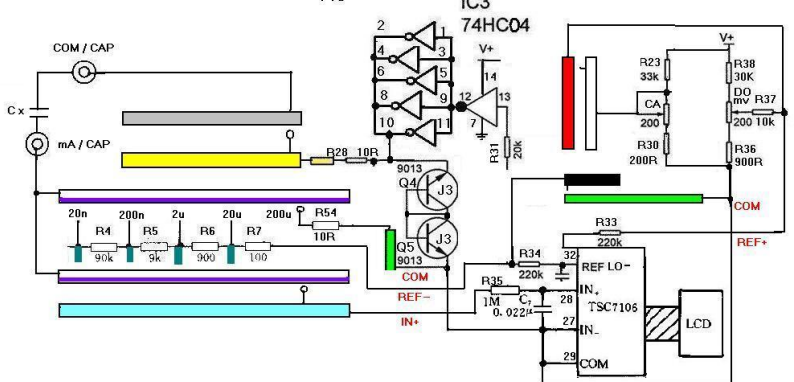 IC3
74HC04
COM / CAP
Cx
mA / CAP
2
1
4
3
6
5
8
9
10
11
12
13
14
7
V+
R31
20k
R28 10R
9013
Q4
J3
Q5
9013
J3
20n
200n
2u
20u
200u
R54
10R
R4
90k
R5
9k
R6
900
R7
100
COM
REF-
IN+
R34
220k
R35
1M
C7
0.022μ
R33
220k
32
REF LO-
IN+
28
TSC7106
27
IN-
29
COM
LCD
V+
R23
33k
R38
30K
CA
200
DO
mv
200
R37
10k
R30
200R
R36
900R
COM
REF+